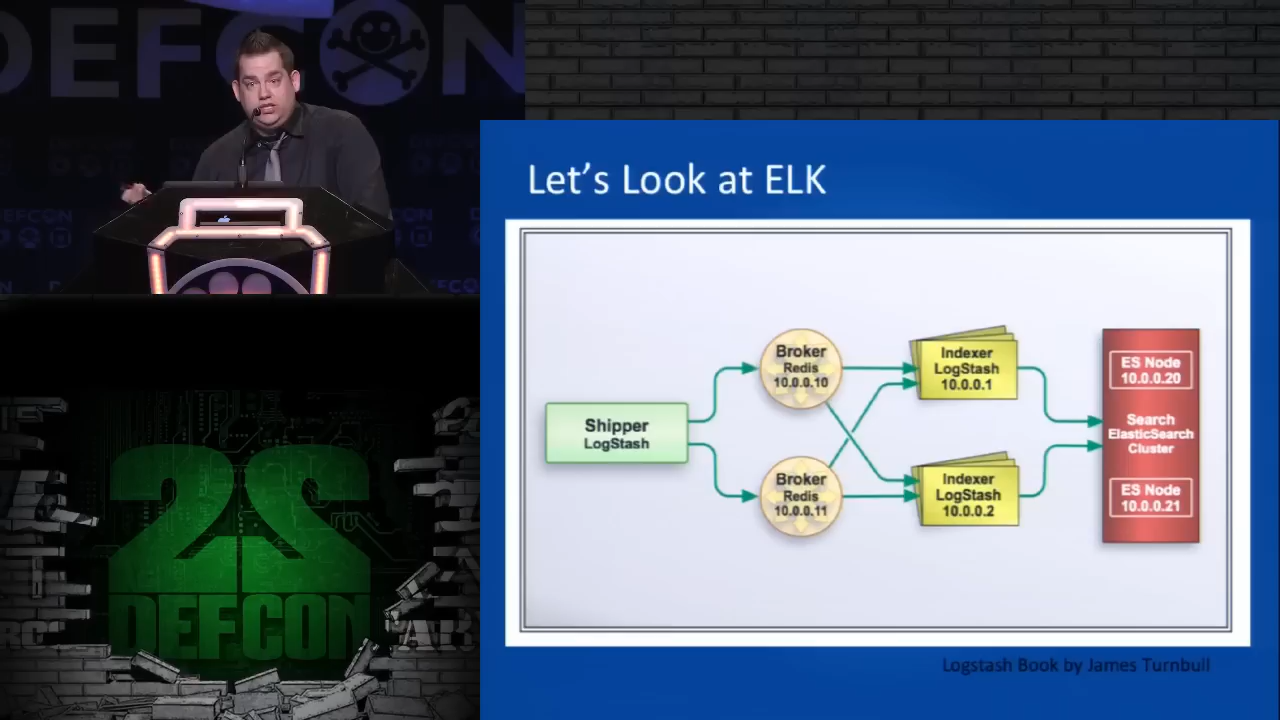 DEFCON
DEFCON
Let's Look at ELK
Shipper
LogStash
Broker
Redis
10.0.0.10
Broker
Redis
10.0.0.11
Indexer
LogStash
10.0.0.1
Indexer
LogStash
10.0.0.2
ES Node
10.0.0.20
Search
ElasticSearch
Cluster
ES Node
10.0.0.21
Logstash Book by James Turnbull
22
DEFCON